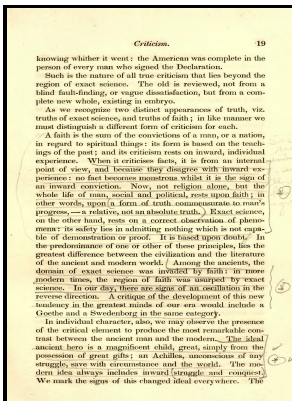 Criticism. 19
knowing whither it went: the American was complete in the
person of every man who signed the Declaration.
Such is the nature of all true criticism that lies beyond the
region of exact science. The old is reviewed, not from a
blind fault-finding, or vague dissatisfaction, but from a com-
plete new whole, existing in embryo.
As we recognize two distinct appearances of truth, viz.
truths of exact science, and truths of faith; in like manner we
must distinguish a different form of criticism for each.
A faith is the sum of the convictions of a man, or a nation,
in regard to spiritual things: its form is based on the teach-
ings of the past; and its criticism rests on inward, individual
experience. When it criticises facts, it is from an internal
point of view, and because they disagree with inward ex-
perience: no fact becomes monstrous whilst it is the sign of
an inward conviction. Now, not religion alone, but the
whole life of man, social and political, rests upon faith; in
other words, upon a form of truth commensurate to man's
progress,—a relative, not an absolute truth. Exact science,
on the other hand, rests on a correct observation of pheno-
mena: its safety lies in admitting nothing which is not capa-
ble of demonstration or proof. It is based upon doubt. In
the predominance of one or other of these principles, lies the
greatest difference between the civilization and the literature
of the ancient and modern world. Among the ancients, the
domain of exact science was invaded by faith: in more
modern times, the region of faith was usurped by exact
science. In our day, there are signs of an oscillation in the
reverse direction. A critique of the development of this new
tendency in the greatest minds of our era would include a
Goethe and a Swedenborg in the same category.
In individual character, also, we may observe the presence
of the critical element to produce the most remarkable con-
trast between the ancient man and the modern. The ideal
ancient hero is a magnificent child, great, simply from the
possession of great gifts; an Achilles, unconscious of any
struggle, save with circumstance and the world. The mo-
dern idea always includes inward struggle and conquest.
We mark the signs of this changed ideal everywhere. The